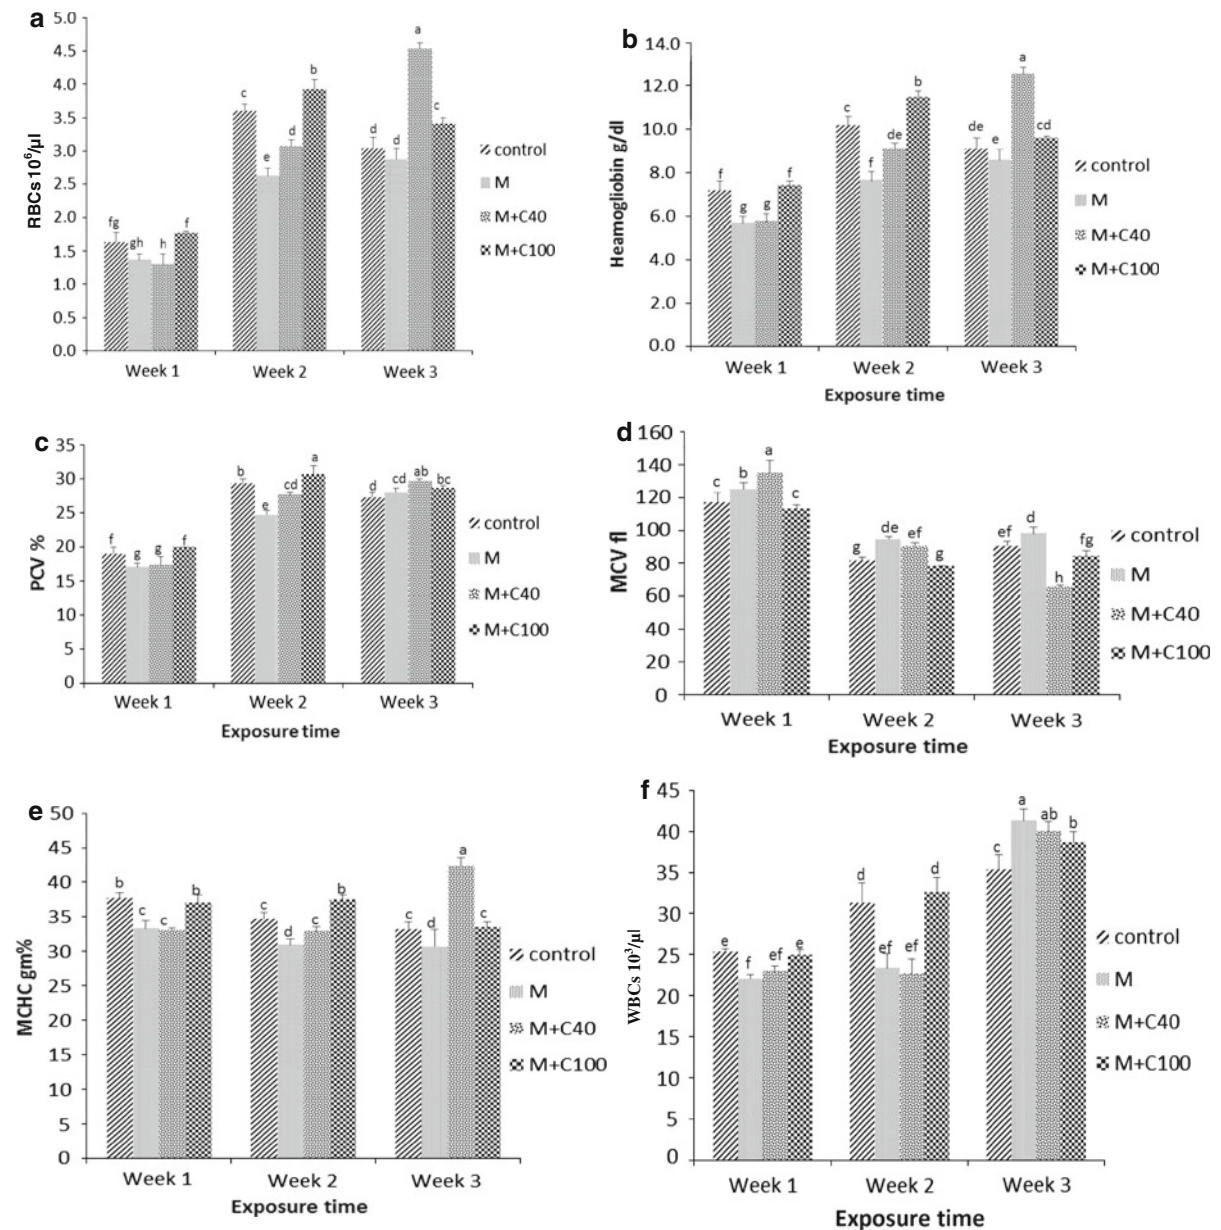 a
5.0
4.5
4.0
3.5
3.0
2.5
2.0
1.5
1.0
0.5
0.0
RBCs 10⁶/µl
fg gh h f
c e d b
d d a c
Week 1 Week 2 Week 3
control
M
M+C40
M+C100
b
14.0
12.0
10.0
8.0
6.0
4.0
2.0
0.0
Heamogliobin g/dl
f g g f
c f de b
de e a cd
Week 1 Week 2 Week 3
Exposure time
control
M
M+C40
M+C100
c
35
30
25
20
15
10
5
0
PCV %
f g g f
b e cd a
d cd ab bc
Week 1 Week 2 Week 3
Exposure time
control
M
M+C40
M+C100
d
160
140
120
100
80
60
40
20
0
MCV fl
c b a c
g de ef g
ef d h fg
Week 1 Week 2 Week 3
Exposure time
control
M
M+C40
M+C100
e
50
45
40
35
30
25
20
15
10
5
0
MCHC gm%
b c c b
c d c b
c d a c
Week 1 Week 2 Week 3
Exposure time
control
M
M+C40
M+C100
f
45
40
35
30
25
20
15
10
5
0
WBCs 10³/µl
e f ef e
d ef ef d
c a ab b
Week 1 Week 2 Week 3
Exposure time
control
M
M+C40
M+C100